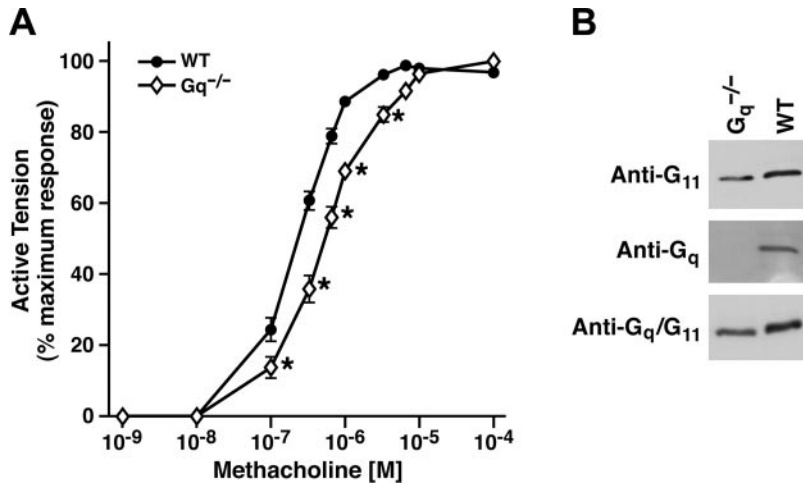 A
WT
Gq⁻/⁻
100
80
60
40
20
0
Active Tension
(% maximum response)
10⁻⁹ 10⁻⁸ 10⁻⁷ 10⁻⁶ 10⁻⁵ 10⁻⁴
Methacholine [M]
*
*
*
*
*
B
Gq⁻/⁻ WT
Anti-G₁₁
Anti-Gq
Anti-Gq/G₁₁